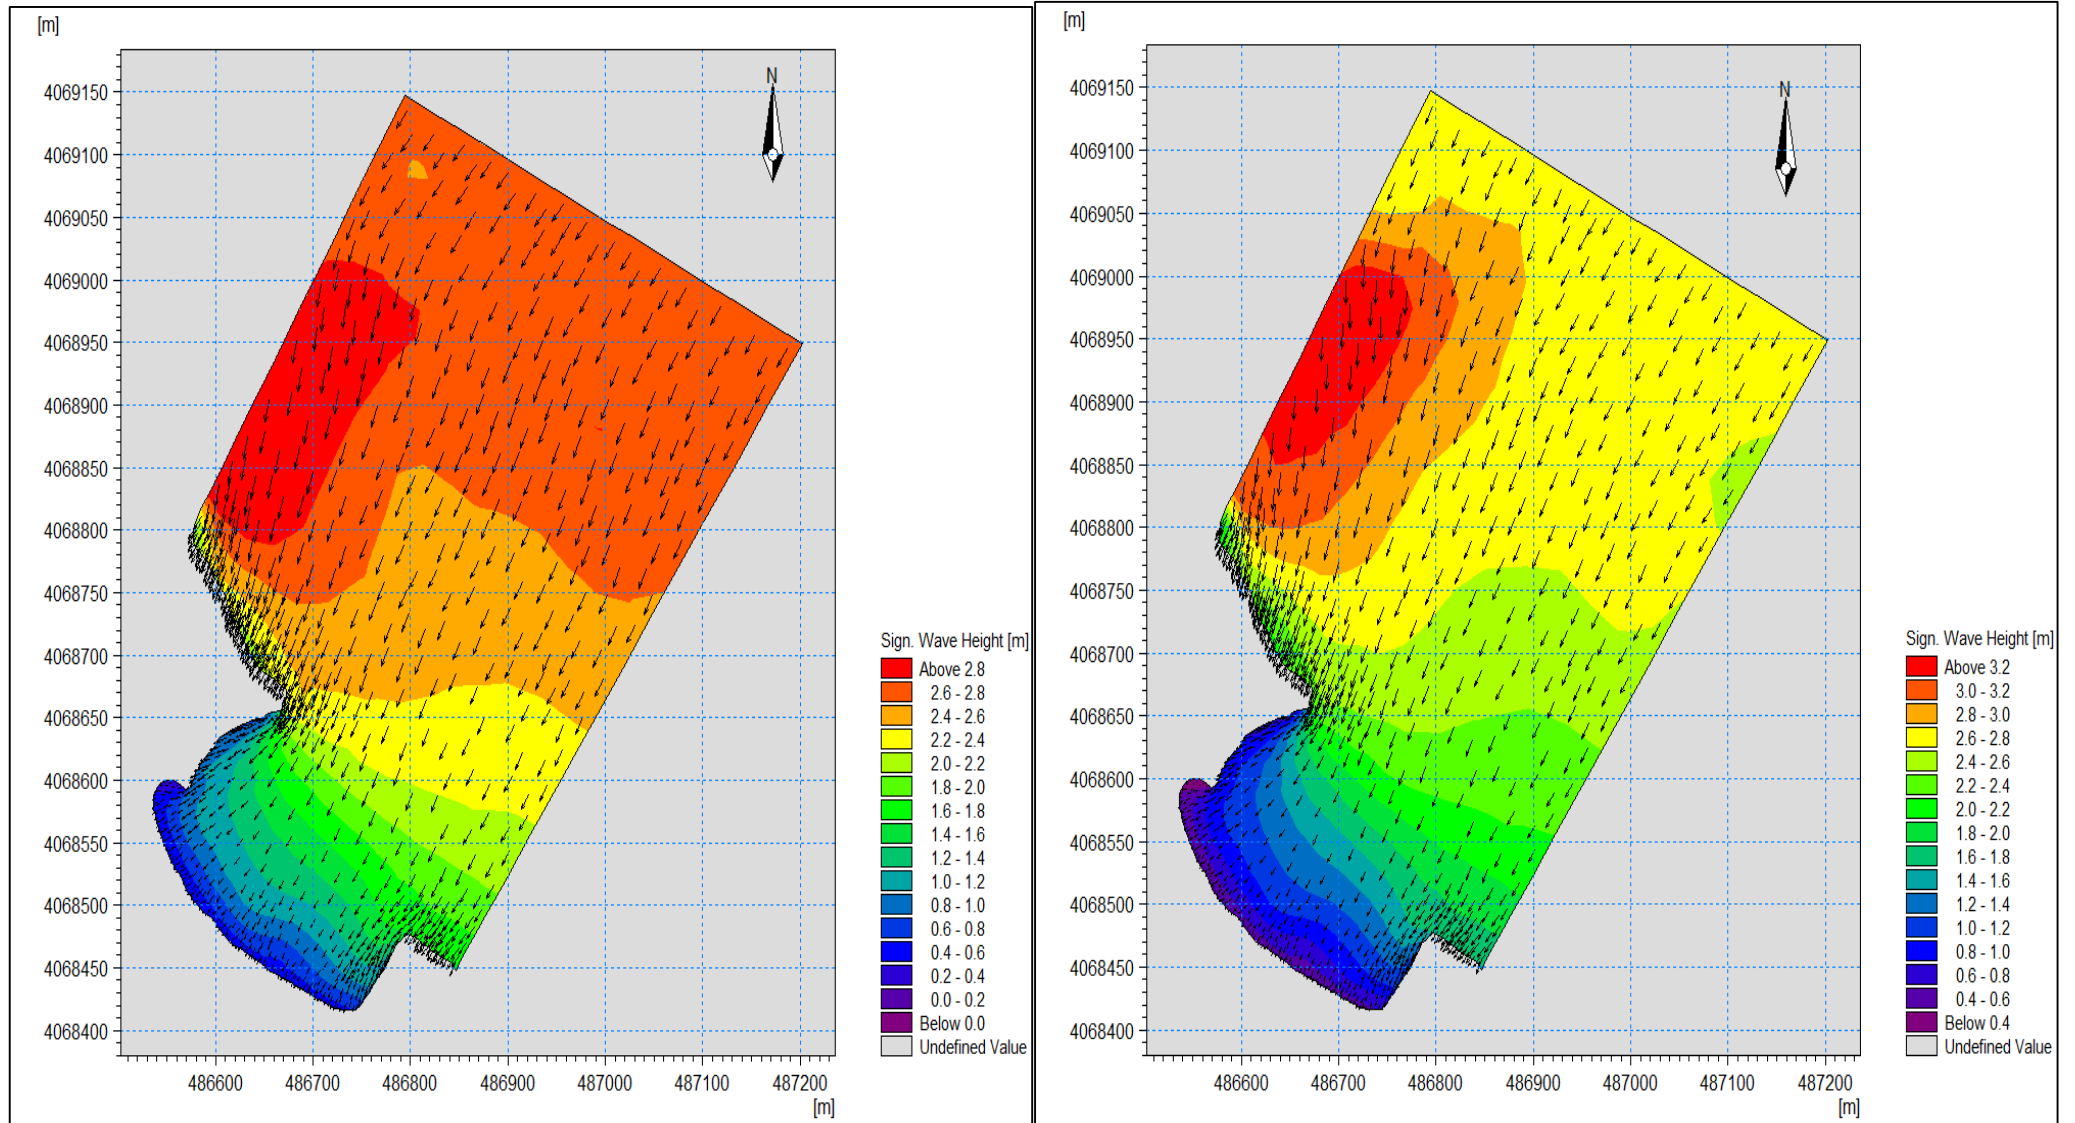 [m]
N
4069150
4069100
4069050
4069000
4068950
4068900
4068850
4068800
4068750
4068700
4068650
4068600
4068550
4068500
4068450
4068400
486600 486700 486800 486900 487000 487100 487200
[m]
Sign. Wave Height [m]
Above 2.8
2.6 - 2.8
2.4 - 2.6
2.2 - 2.4
2.0 - 2.2
1.8 - 2.0
1.6 - 1.8
1.4 - 1.6
1.2 - 1.4
1.0 - 1.2
0.8 - 1.0
0.6 - 0.8
0.4 - 0.6
0.2 - 0.4
0.0 - 0.2
Below 0.0
Undefined Value
[m]
N
4069150
4069100
4069050
4069000
4068950
4068900
4068850
4068800
4068750
4068700
4068650
4068600
4068550
4068500
4068450
4068400
486600 486700 486800 486900 487000 487100 487200
[m]
Sign. Wave Height [m]
Above 3.2
3.0 - 3.2
2.8 - 3.0
2.6 - 2.8
2.4 - 2.6
2.2 - 2.4
2.0 - 2.2
1.8 - 2.0
1.6 - 1.8
1.4 - 1.6
1.2 - 1.4
1.0 - 1.2
0.8 - 1.0
0.6 - 0.8
0.4 - 0.6
Below 0.4
Undefined Value